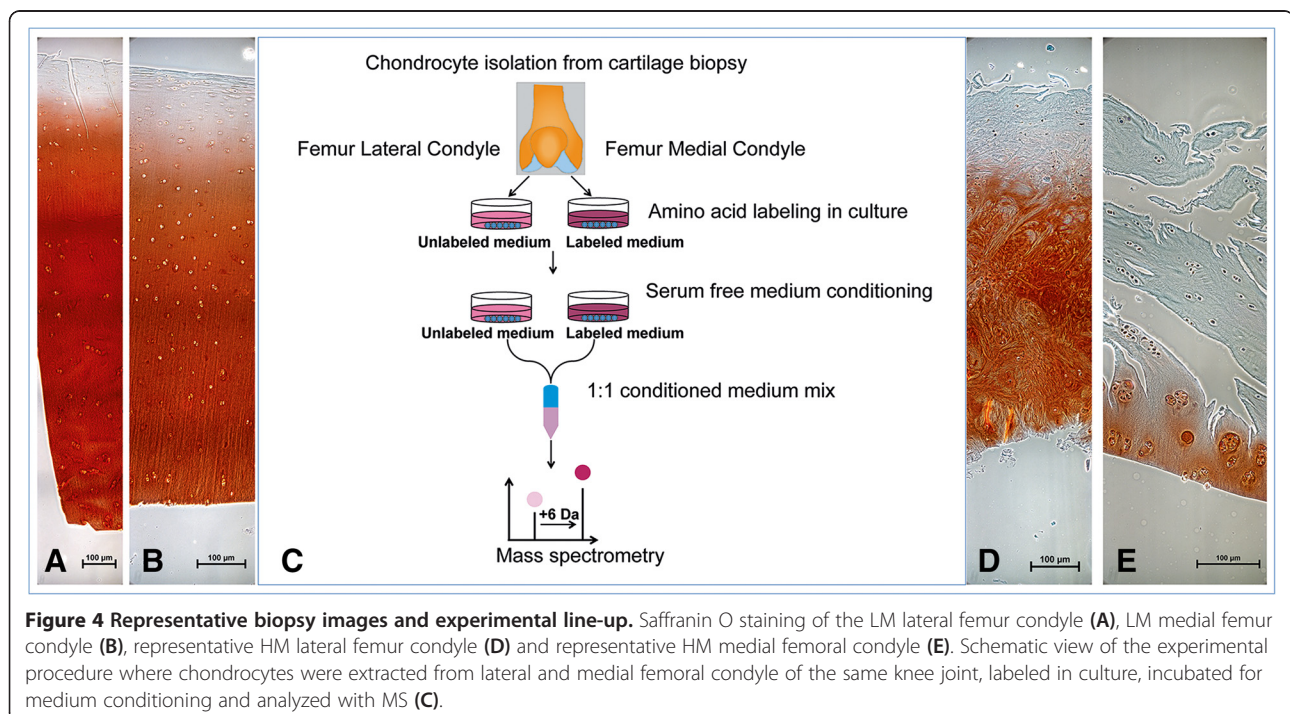 Chondrocyte isolation from cartilage biopsy
Femur Lateral Condyle
Femur Medial Condyle
Amino acid labeling in culture
Unlabeled medium
Labeled medium
Serum free medium conditioning
Unlabeled medium
Labeled medium
1:1 conditioned medium mix
+6 Da
Mass spectrometry
A
100 µm
B
100 µm
C
D
100 µm
E
100 µm
Figure 4 Representative biopsy images and experimental line-up. Saffranin O staining of the LM lateral femur condyle (A), LM medial femur
condyle (B), representative HM lateral femur condyle (D) and representative HM medial femoral condyle (E). Schematic view of the experimental
procedure where chondrocytes were extracted from lateral and medial femoral condyle of the same knee joint, labeled in culture, incubated for
medium conditioning and analyzed with MS (C).